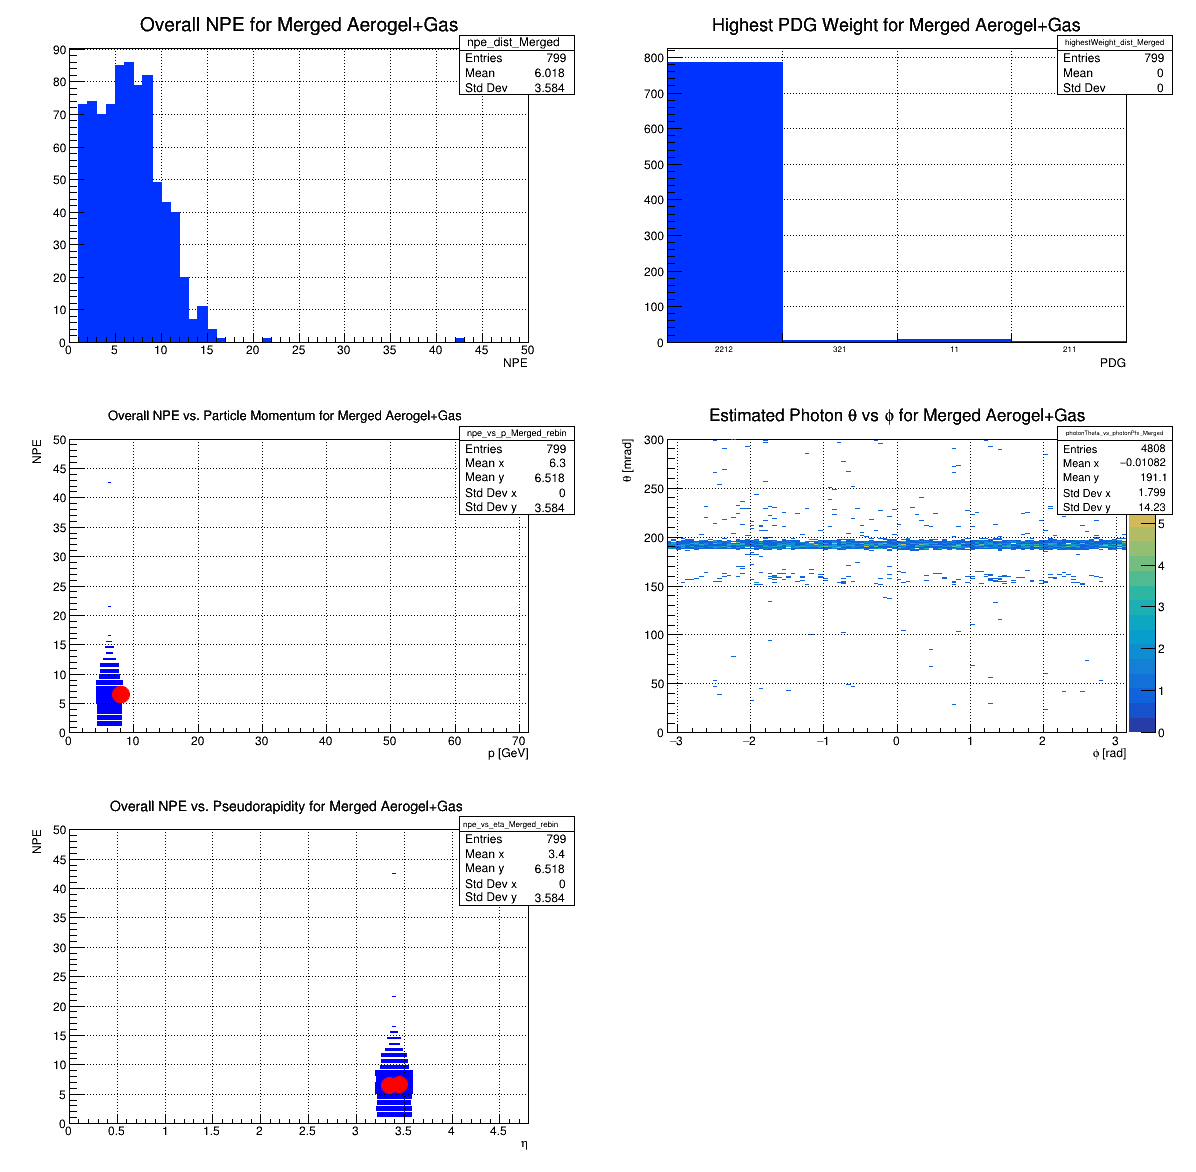 Overall NPE for Merged Aerogel+Gas
npe_dist_Merged
Entries 799
Mean 6.018
Std Dev 3.584
90
80
70
60
50
40
30
20
10
0
0 5 10 15 20 25 30 35 40 45 50
NPE
Highest PDG Weight for Merged Aerogel+Gas
highestWeight_dist_Merged
Entries 799
Mean 0
Std Dev 0
800
700
600
500
400
300
200
100
0
2212 321 11 211
PDG
Overall NPE vs. Particle Momentum for Merged Aerogel+Gas
npe_vs_p_Merged_rebin
Entries 799
Mean x 6.3
Mean y 6.518
Std Dev x 0
Std Dev y 3.584
NPE
50
45
40
35
30
25
20
15
10
5
0
0 10 20 30 40 50 60 70
p [GeV]
Estimated Photon θ vs ϕ for Merged Aerogel+Gas
photonTheta_vs_photonPhi_Merged
Entries 4808
Mean x −0.01082
Mean y 191.1
Std Dev x 1.799
Std Dev y 14.23
θ [mrad]
300
250
200
150
100
50
0
−3 −2 −1 0 1 2 3
ϕ [rad]
5
4
3
2
1
0
Overall NPE vs. Pseudorapidity for Merged Aerogel+Gas
npe_vs_eta_Merged_rebin
Entries 799
Mean x 3.4
Mean y 6.518
Std Dev x 0
Std Dev y 3.584
NPE
50
45
40
35
30
25
20
15
10
5
0
0 0.5 1 1.5 2 2.5 3 3.5 4 4.5
η